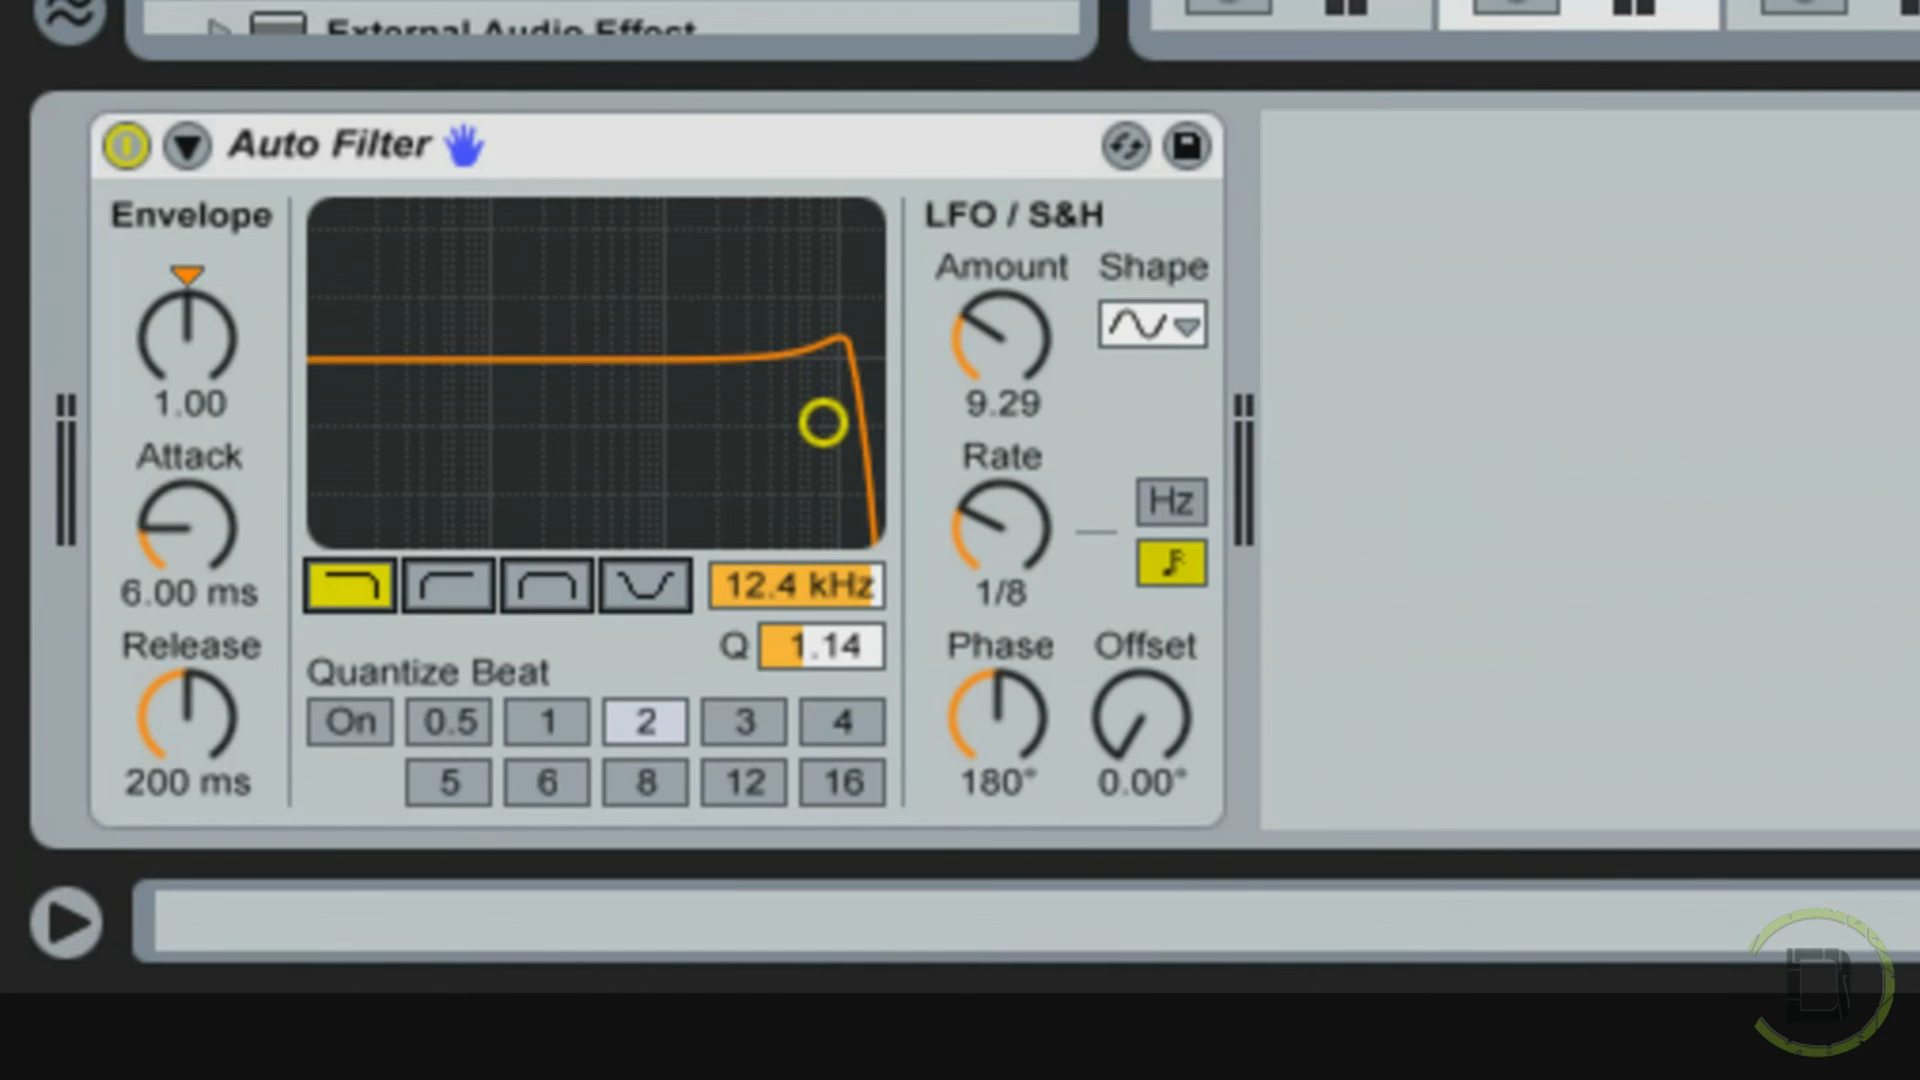 External Audio Effect
Auto Filter
Envelope
1.00
Attack
6.00 ms
Release
200 ms
12.4 kHz
Q 1.14
Quantize Beat
On 0.5 1 2 3 4
5 6 8 12 16
LFO / S&H
Amount Shape
9.29
Rate
Hz
1/8
Phase Offset
180° 0.00°